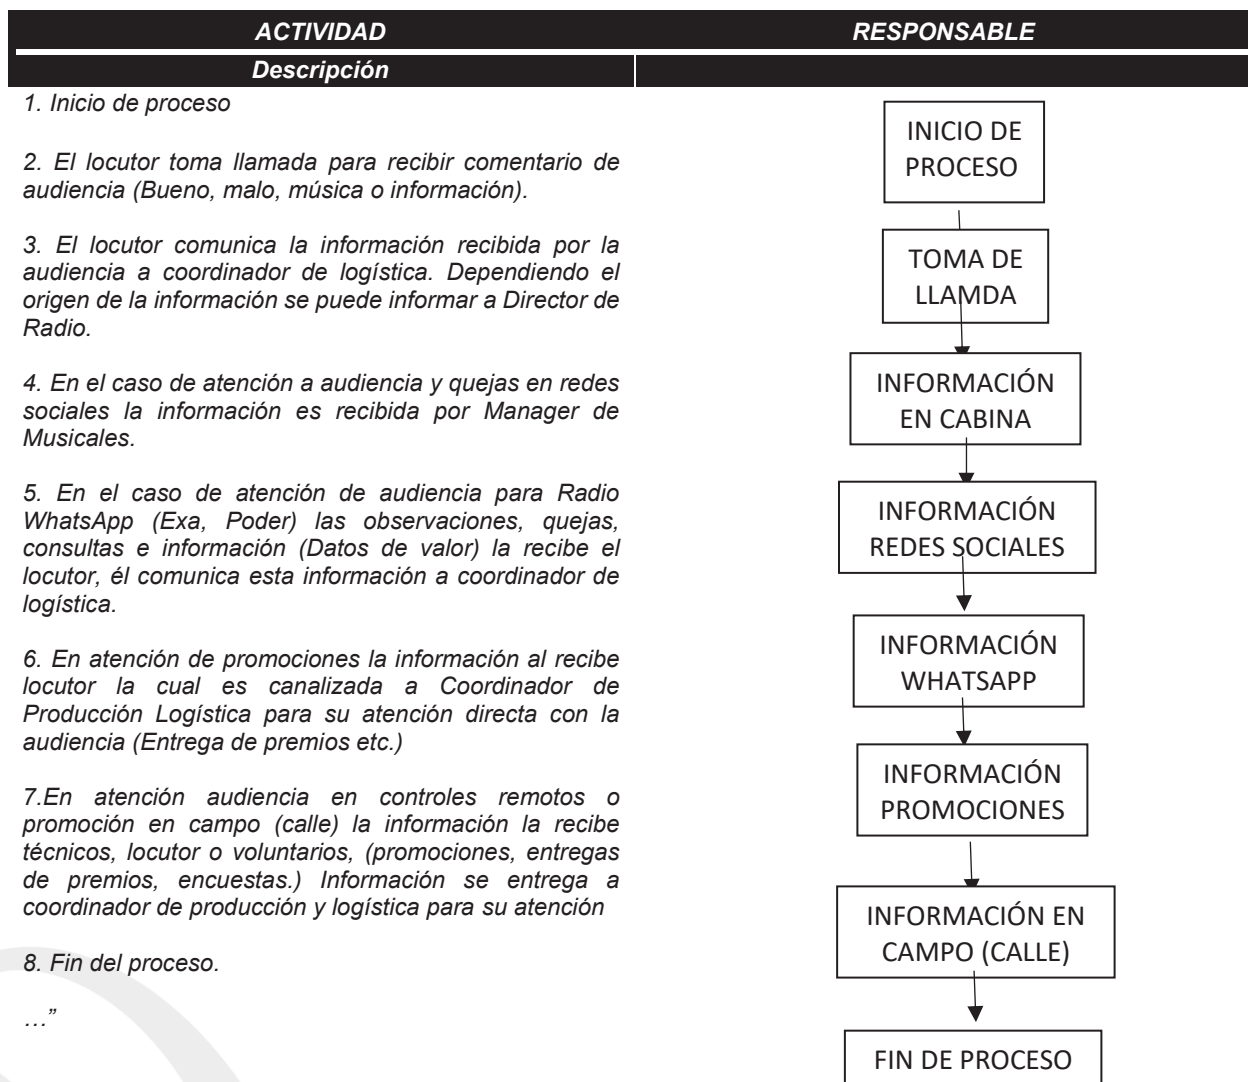 ACTIVIDAD
RESPONSABLE
Descripción
1. Inicio de proceso
2. El locutor toma llamada para recibir comentario de
audiencia (Bueno, malo, música o información).
3. El locutor comunica la información recibida por la
audiencia a coordinador de logística. Dependiendo el
origen de la información se puede informar a Director de
Radio.
4. En el caso de atención a audiencia y quejas en redes
sociales la información es recibida por Manager de
Musicales.
5. En el caso de atención de audiencia para Radio
WhatsApp (Exa, Poder) las observaciones, quejas,
consultas e información (Datos de valor) la recibe el
locutor, él comunica esta información a coordinador de
logística.
6. En atención de promociones la información al recibe
locutor la cual es canalizada a Coordinador de
Producción Logística para su atención directa con la
audiencia (Entrega de premios etc.)
7.En atención audiencia en controles remotos o
promoción en campo (calle) la información la recibe
técnicos, locutor o voluntarios, (promociones, entregas
de premios, encuestas.) Información se entrega a
coordinador de producción y logística para su atención
8. Fin del proceso.
…”
INICIO DE
PROCESO
TOMA DE
LLAMDA
INFORMACIÓN
EN CABINA
INFORMACIÓN
REDES SOCIALES
INFORMACIÓN
WHATSAPP
INFORMACIÓN
PROMOCIONES
INFORMACIÓN EN
CAMPO (CALLE)
FIN DE PROCESO